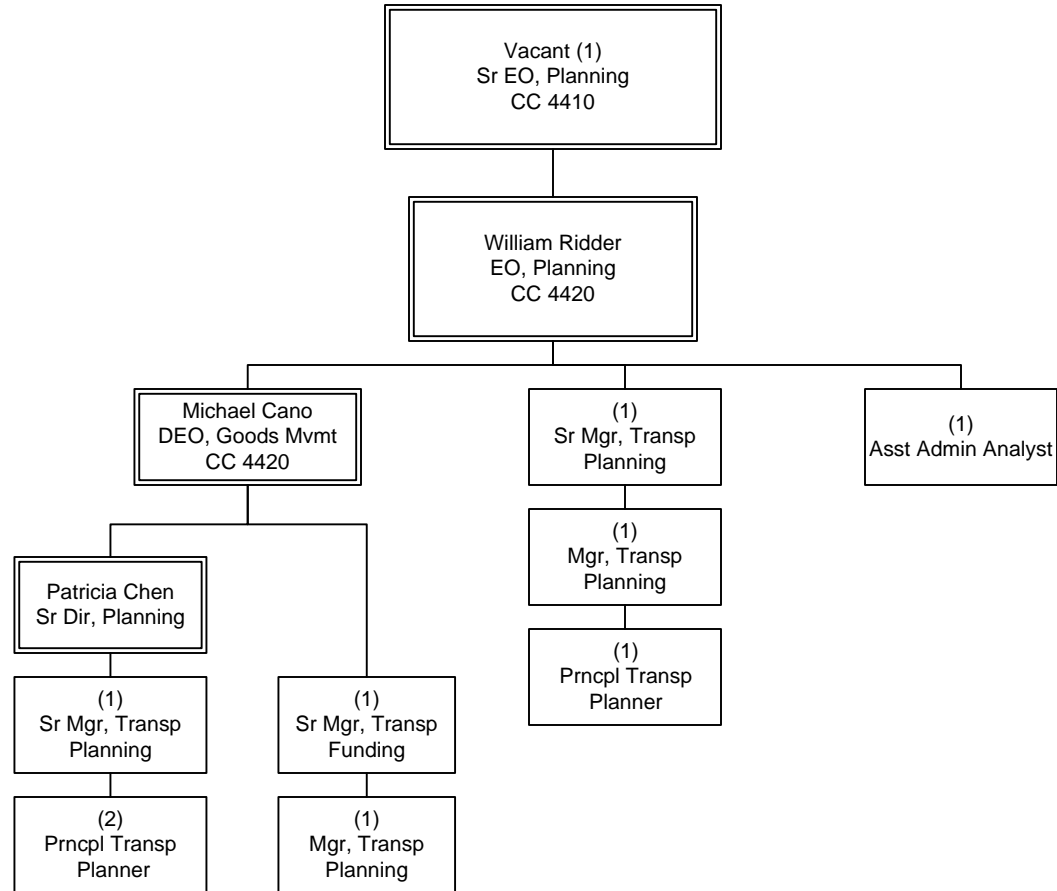 Vacant (1)
Sr EO, Planning
CC 4410
William Ridder
EO, Planning
CC 4420
Michael Cano
DEO, Goods Mvmt
CC 4420
(1)
Sr Mgr, Transp
Planning
(1)
Asst Admin Analyst
(1)
Mgr, Transp
Planning
Patricia Chen
Sr Dir, Planning
(1)
Prncpl Transp
Planner
(1)
Sr Mgr, Transp
Planning
(1)
Sr Mgr, Transp
Funding
(2)
Prncpl Transp
Planner
(1)
Mgr, Transp
Planning